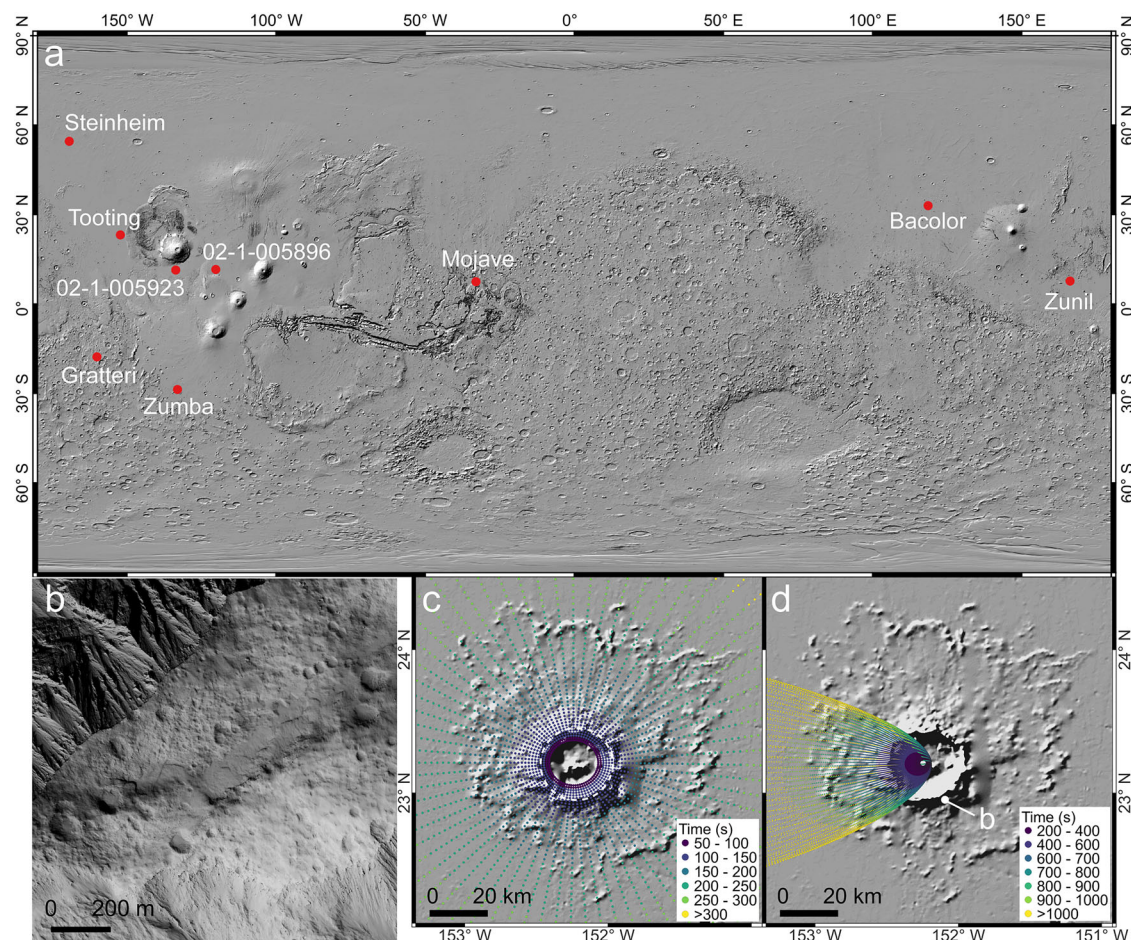 150° W 100° W 50° W 0° 50° E 100° E 150° E
90° N 60° N 30° N 0° 30° S 60° S
90° N 60° N 30° N 0° 30° S 60° S
a
Steinheim
Tooting
02-1-005896
02-1-005923
Mojave
Bacolor
Zunil
Gratteri
Zumba
b
0 200 m
c
Time (s)
50 - 100
100 - 150
150 - 200
200 - 250
250 - 300
>300
0 20 km
153° W 152° W
24° N
23° N
d
b
Time (s)
200 - 400
400 - 600
600 - 700
700 - 800
800 - 900
900 - 1000
>1000
0 20 km
153° W 152° W 151° W
24° N
23° N